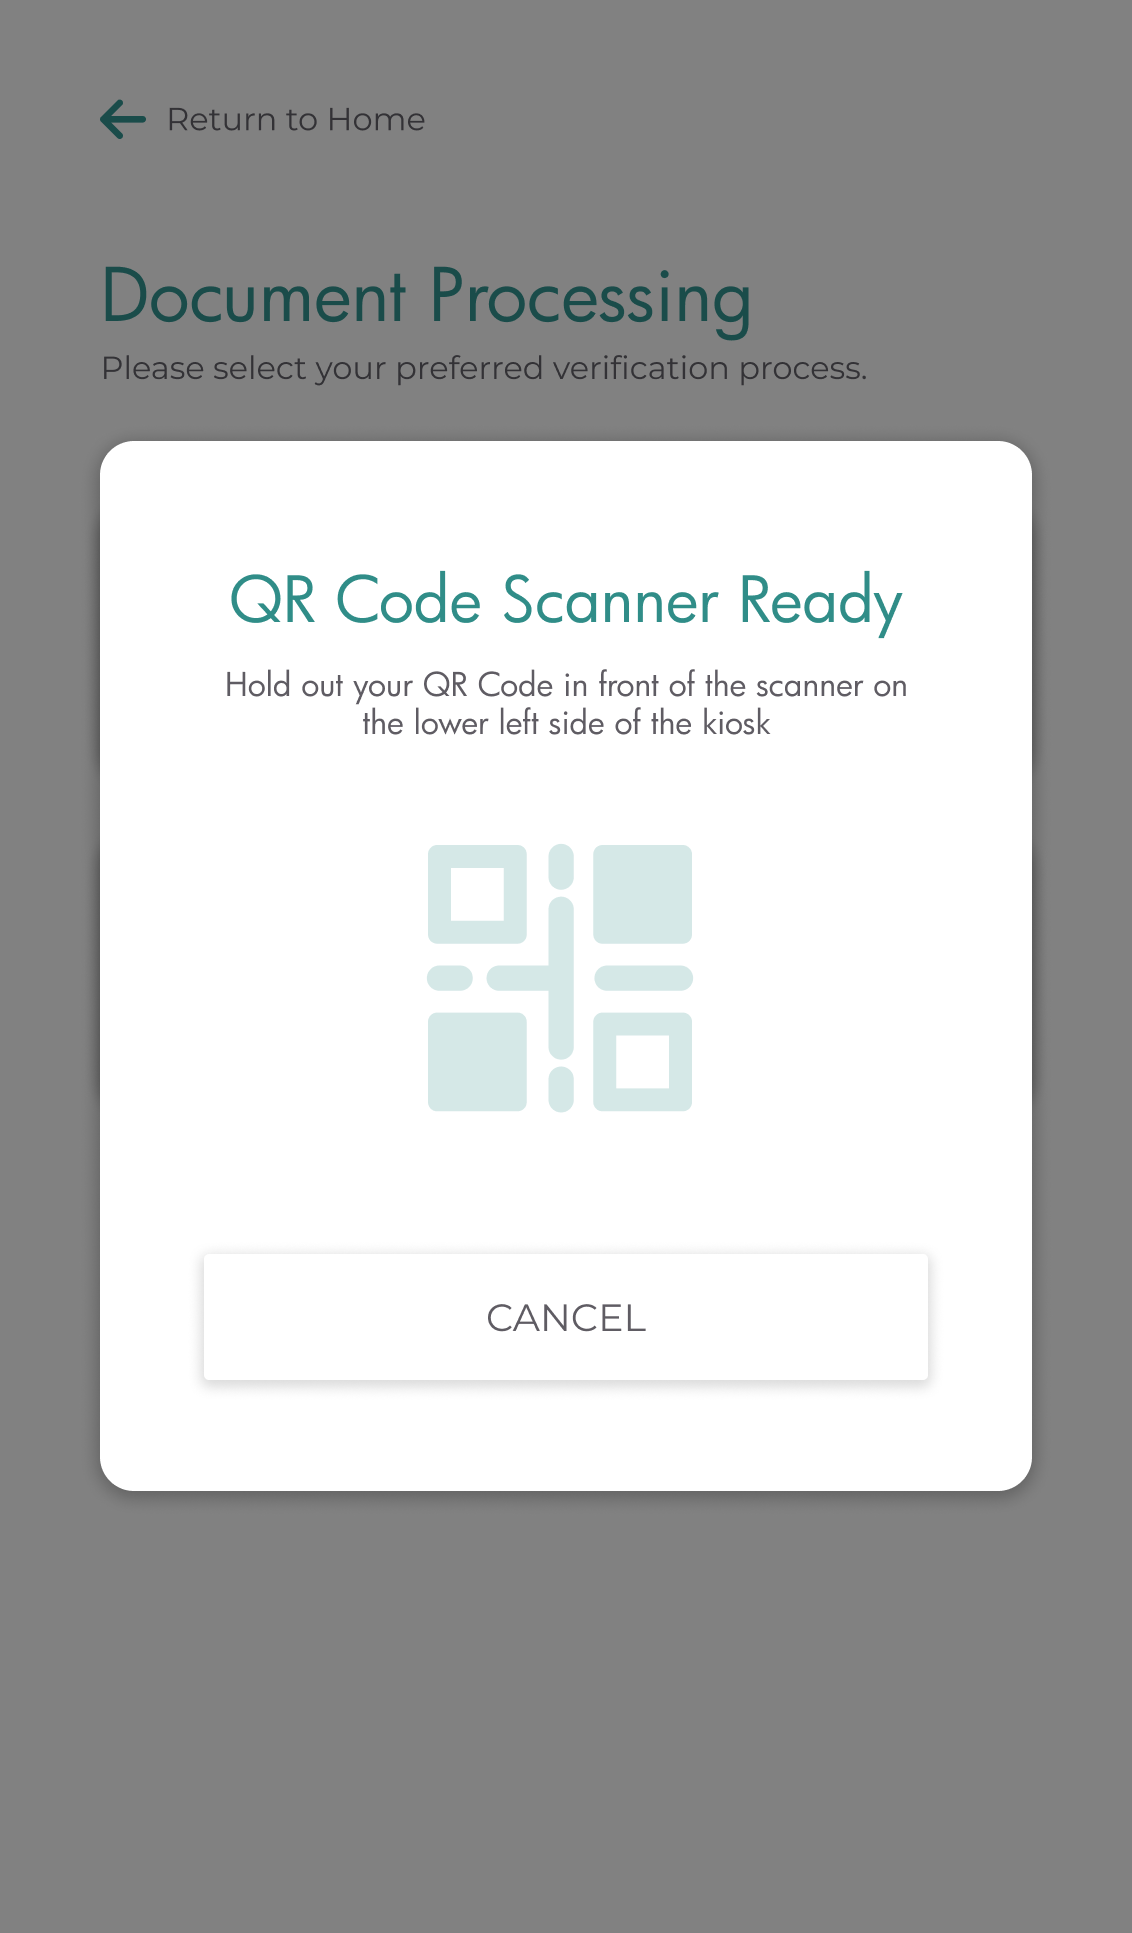 Return to Home
Document Processing
Please select your preferred verification process.
QR Code Scanner Ready
Hold out your QR Code in front of the scanner on
the lower left side of the kiosk
CANCEL